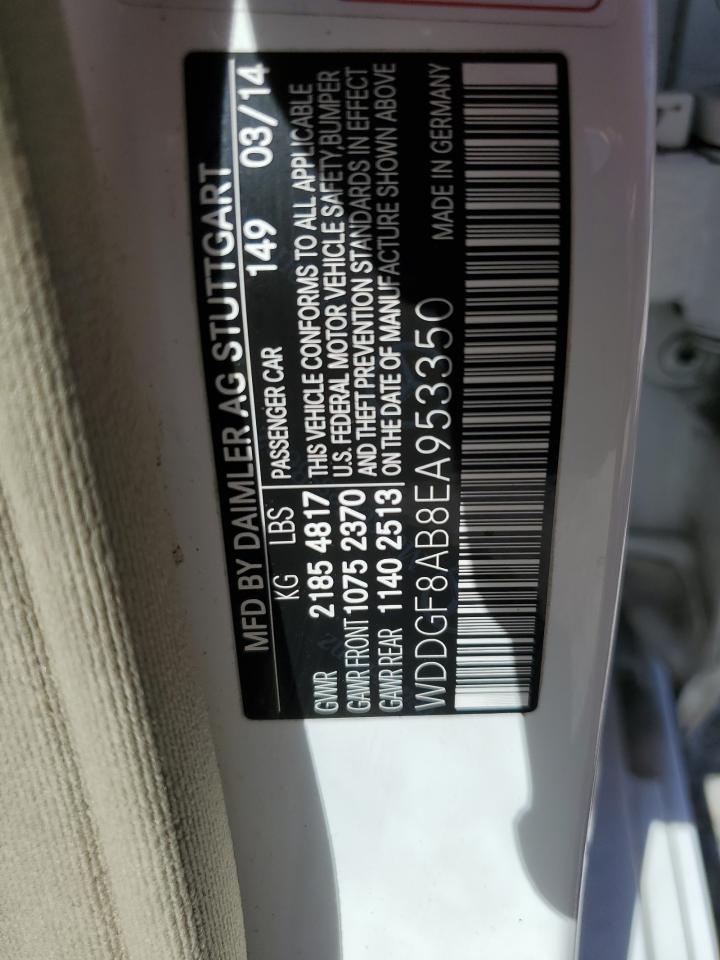 MFD BY DAIMLER AG STUTTGART
149 03/14
KG LBS PASSENGER CAR
GVWR 2185 4817 THIS VEHICLE CONFORMS TO ALL APPLICABLE
GAWR FRONT 1075 2370 U.S. FEDERAL MOTOR VEHICLE SAFETY, BUMPER
GAWR REAR 1140 2513 AND THEFT PREVENTION STANDARDS IN EFFECT
ON THE DATE OF MANUFACTURE SHOWN ABOVE
WDDGF8AB8EA953350 MADE IN GERMANY